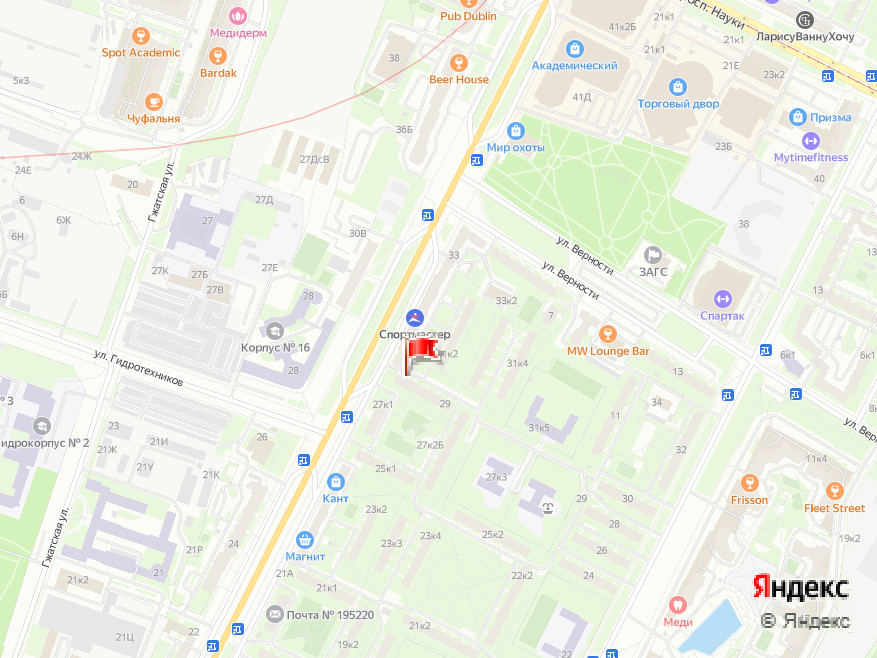 Pub Dublin
Медидерм
Spot Academic
Bardak
Чуфальня
Beer House
Академический
Торговый двор
Мир охоты
Призма
Mytimefitness
ЛарисуВаннуХочу
просп. Науки
41к2Б
21к1
21к1
21Е
23к2
41Д
23Б
38
36Б
5к3
24Ж
24Е
20
6
6Ж
6Н
27ДсВ
27Д
27
27Е
27К
27Б
27В
30В
28
28
Гжатская ул.
Корпус № 16
ул. Гидротехников
Спортмастер
33
33к2
7
ул. Верности
ул. Верности
ЗАГС
Спартак
38
40
13
MW Lounge Bar
31к4
13
6к1
34
11
32
31к5
29
27к1
27к2Б
25к1
23
26
21И
21Ж
21У
21К
Гидрокорпус № 2
Кант
23к2
23к3
23к4
25к2
27к3
29
30
28
26
24
22к2
Магнит
21А
21к1
21Р
24
21
21к2
21Ц
Гжатская ул.
Почта № 195220
19к2
21к2
20к1
Frisson
Fleet Street
11к4
19к2
8к
ул. Верности
Меди
Яндекс
© Яндекс